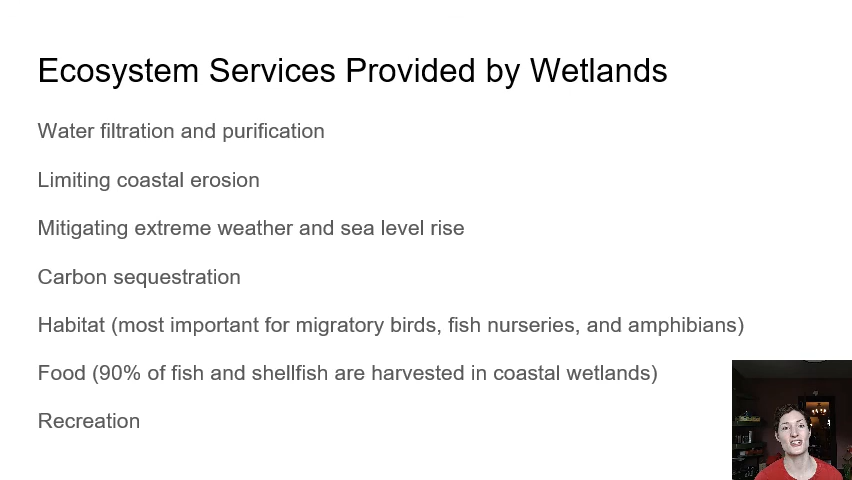 Ecosystem Services Provided by Wetlands
Water filtration and purification
Limiting coastal erosion
Mitigating extreme weather and sea level rise
Carbon sequestration
Habitat (most important for migratory birds, fish nurseries, and amphibians)
Food (90% of fish and shellfish are harvested in coastal wetlands)
Recreation